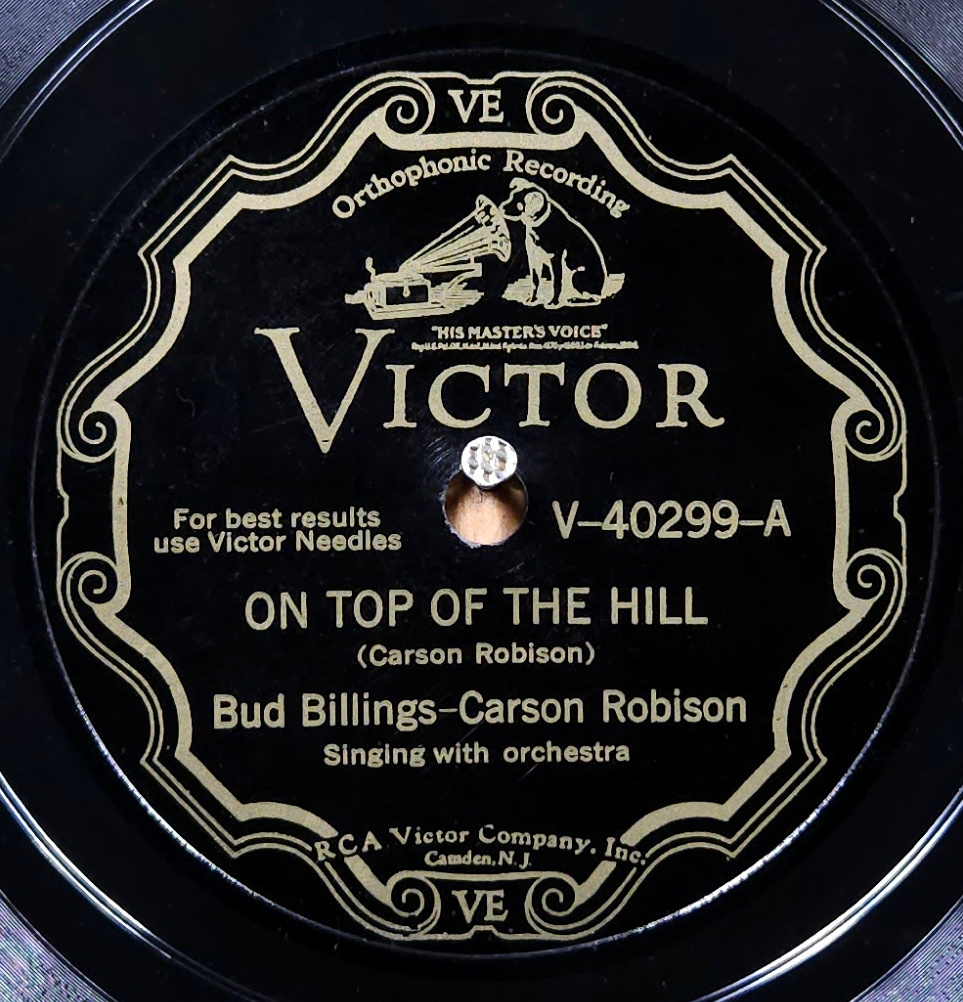 VE
Orthophonic Recording
"HIS MASTER'S VOICE"
VICTOR
For best results
use Victor Needles
V-40299-A
ON TOP OF THE HILL
(Carson Robison)
Bud Billings-Carson Robison
Singing with orchestra
RCA Victor Company, Inc.
Camden, N. J.
VE